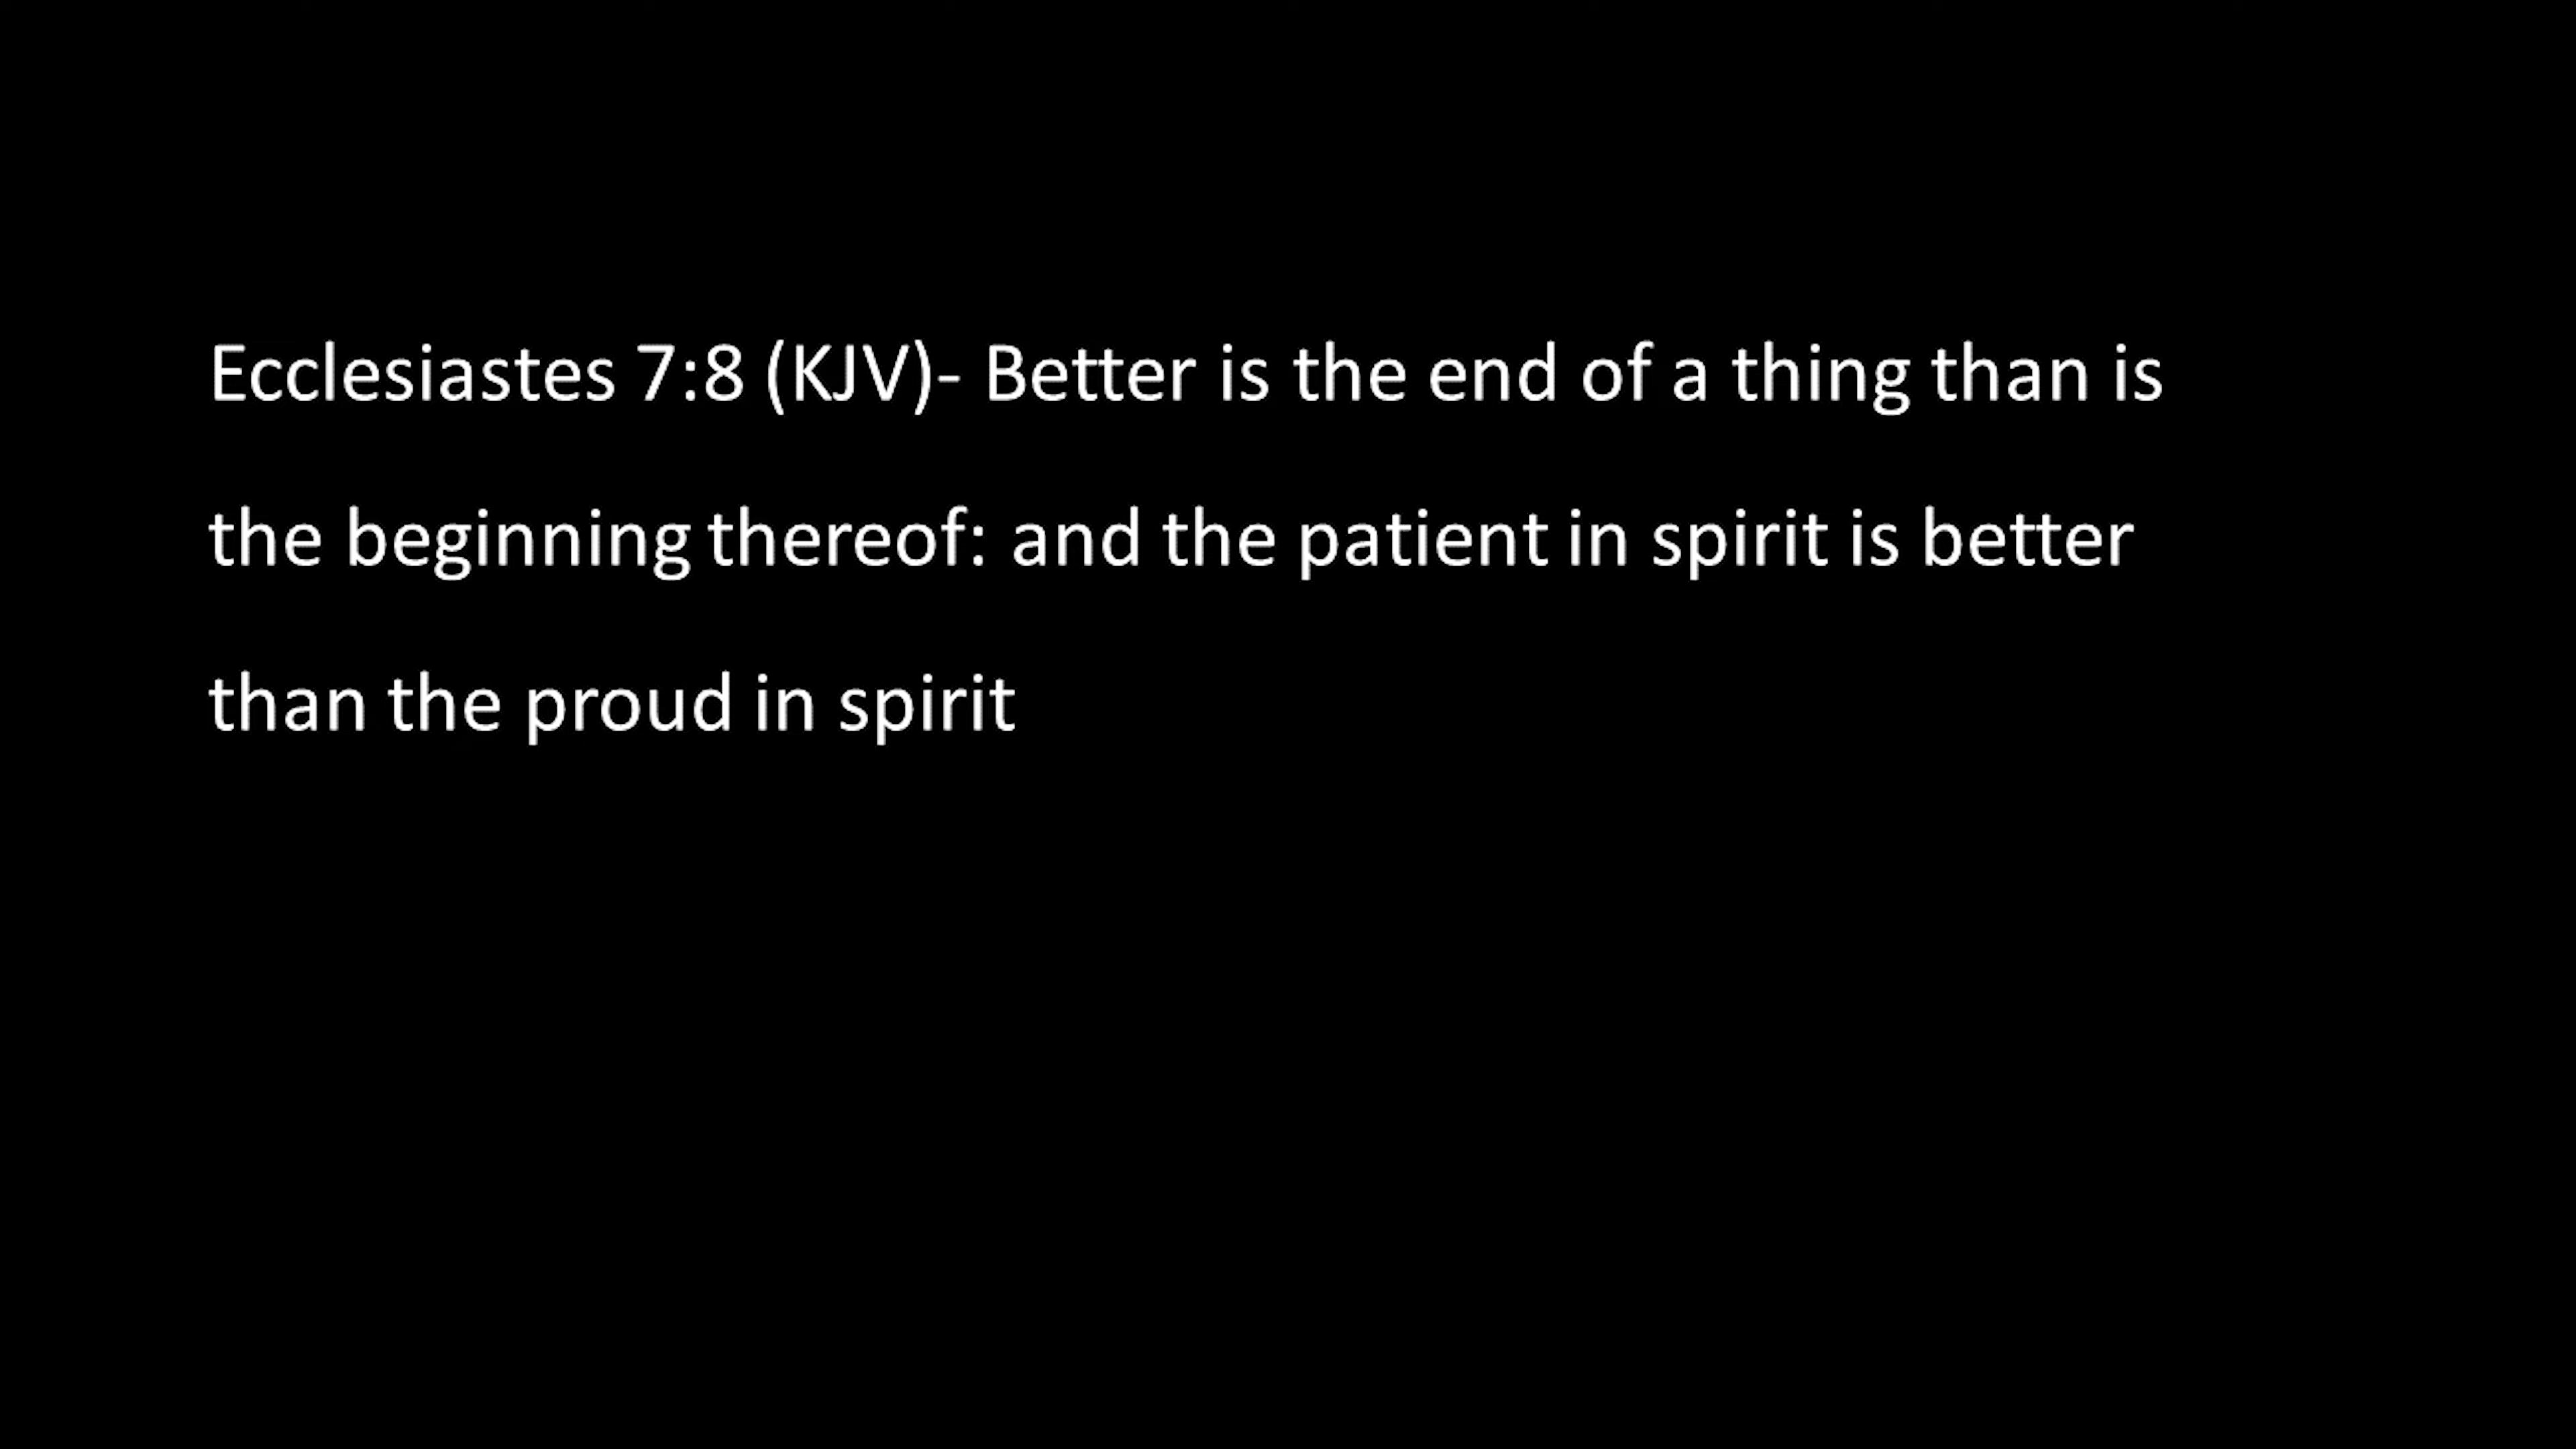 Ecclesiastes 7:8 (KJV)- Better is the end of a thing than is
the beginning thereof: and the patient in spirit is better
than the proud in spirit